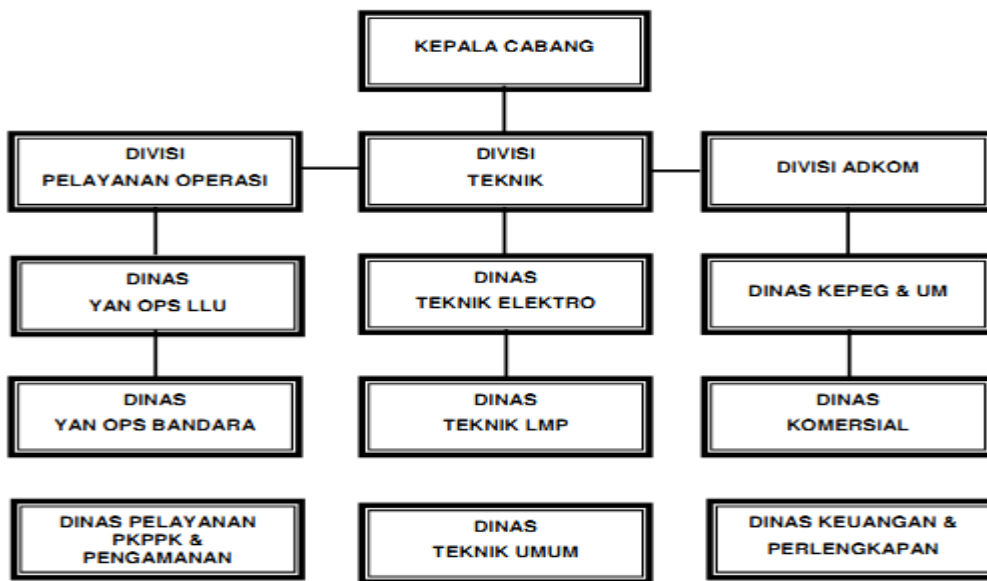 KEPALA CABANG
DIVISI
PELAYANAN OPERASI
DIVISI
TEKNIK
DIVISI ADKOM
DINAS
YAN OPS LLU
DINAS
TEKNIK ELEKTRO
DINAS KEPEG & UM
DINAS
YAN OPS BANDARA
DINAS
TEKNIK LMP
DINAS
KOMERSIAL
DINAS PELAYANAN
PKPPK &
PENGAMANAN
DINAS
TEKNIK UMUM
DINAS KEUANGAN &
PERLENGKAPAN